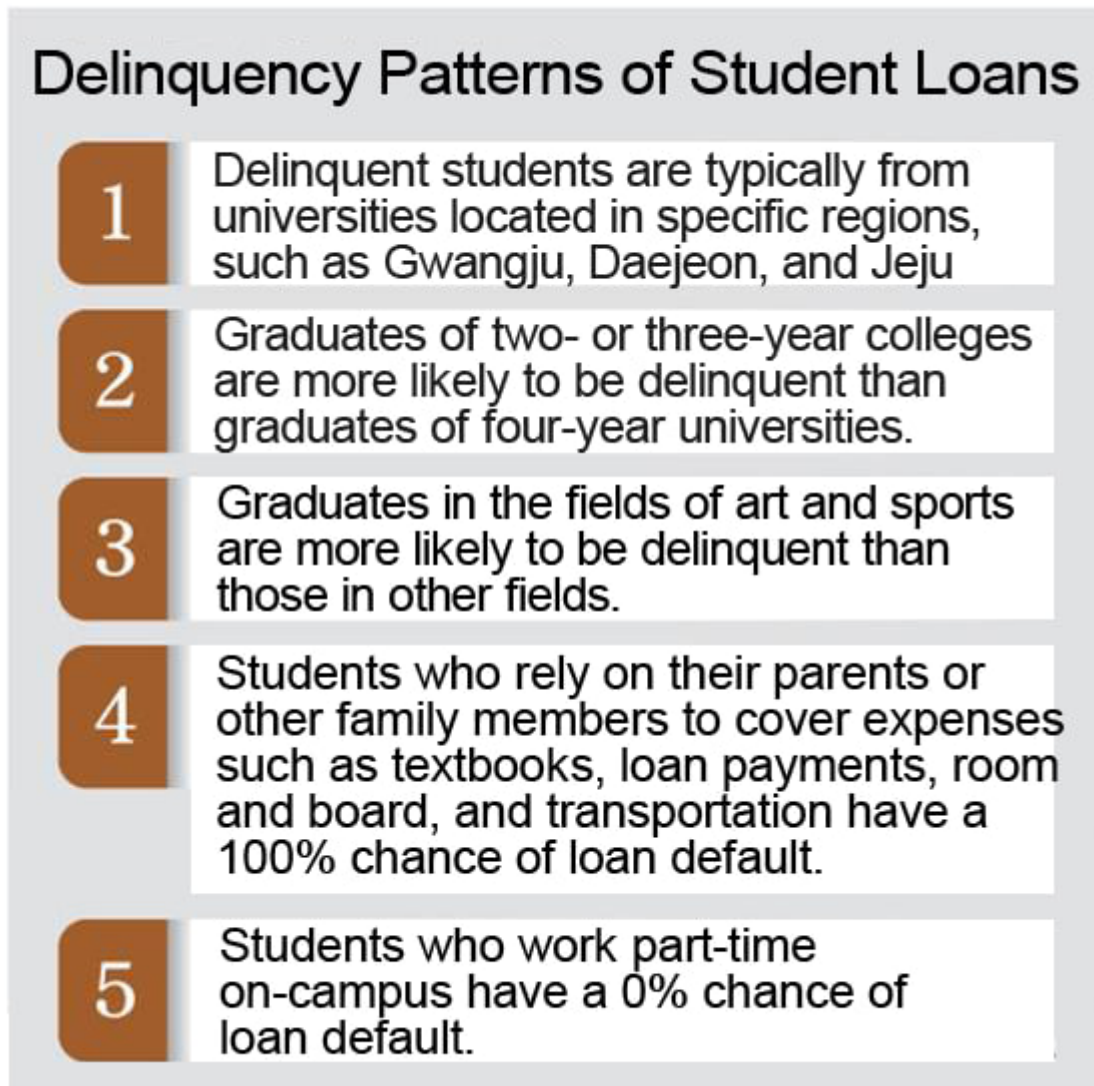 Delinquency Patterns of Student Loans
1
Delinquent students are typically from
universities located in specific regions,
such as Gwangju, Daejeon, and Jeju
2
Graduates of two- or three-year colleges
are more likely to be delinquent than
graduates of four-year universities.
3
Graduates in the fields of art and sports
are more likely to be delinquent than
those in other fields.
4
Students who rely on their parents or
other family members to cover expenses
such as textbooks, loan payments, room
and board, and transportation have a
100% chance of loan default.
5
Students who work part-time
on-campus have a 0% chance of
loan default.